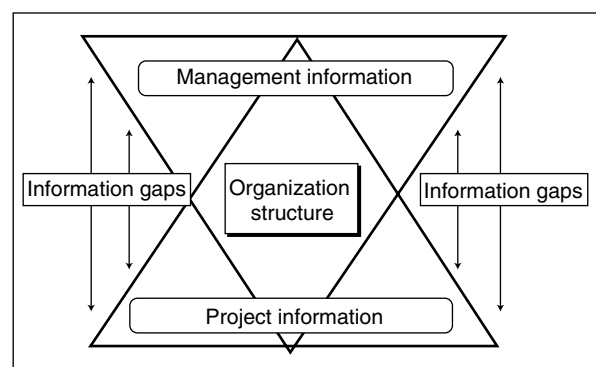 Management information
Information gaps
Organization
structure
Information gaps
Project information